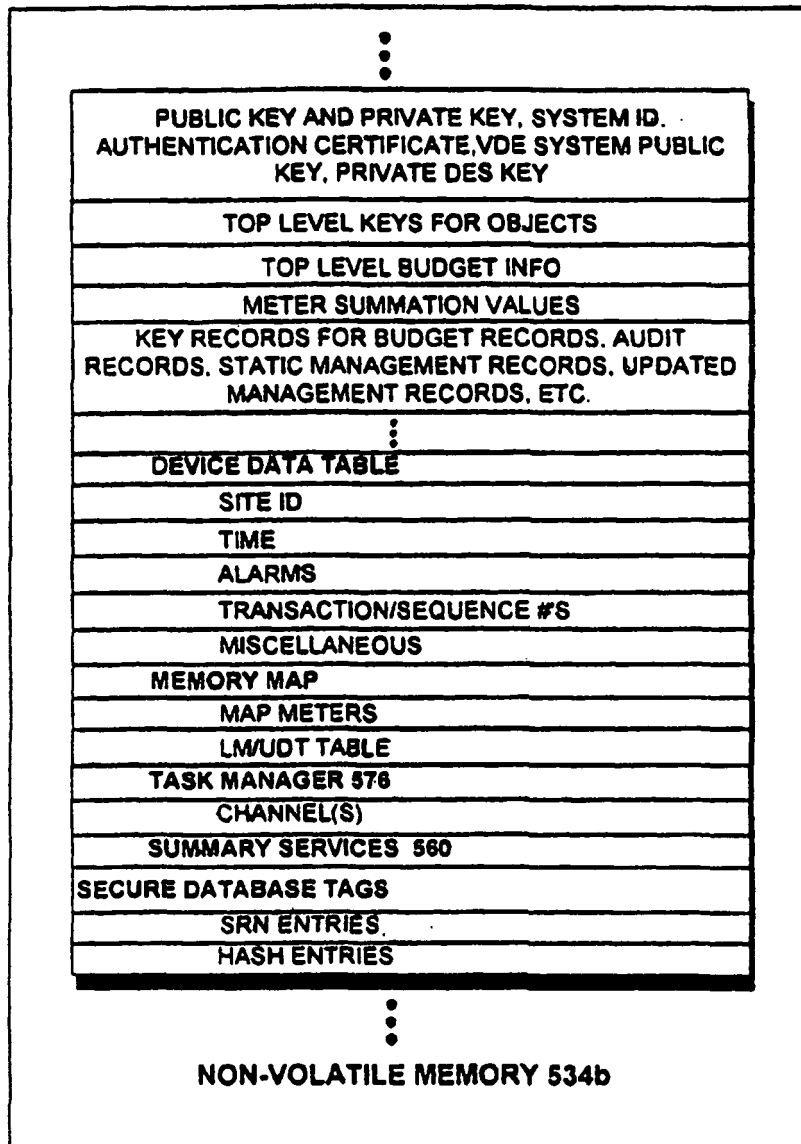 PUBLIC KEY AND PRIVATE KEY, SYSTEM ID.
AUTHENTICATION CERTIFICATE,VDE SYSTEM PUBLIC
KEY, PRIVATE DES KEY
TOP LEVEL KEYS FOR OBJECTS
TOP LEVEL BUDGET INFO
METER SUMMATION VALUES
KEY RECORDS FOR BUDGET RECORDS. AUDIT
RECORDS. STATIC MANAGEMENT RECORDS. UPDATED
MANAGEMENT RECORDS, ETC.
DEVICE DATA TABLE
SITE ID
TIME
ALARMS
TRANSACTION/SEQUENCE #'S
MISCELLANEOUS
MEMORY MAP
MAP METERS
LM/UDT TABLE
TASK MANAGER 576
CHANNEL(S)
SUMMARY SERVICES 560
SECURE DATABASE TAGS
SRN ENTRIES
HASH ENTRIES
NON-VOLATILE MEMORY 534b